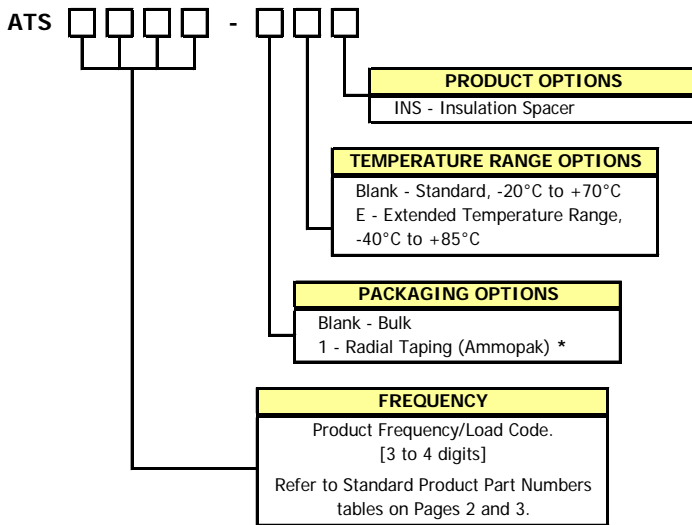 ATS -
PRODUCT OPTIONS
INS - Insulation Spacer
TEMPERATURE RANGE OPTIONS
Blank - Standard, -20°C to +70°C
E - Extended Temperature Range,
-40°C to +85°C
PACKAGING OPTIONS
Blank - Bulk
1 - Radial Taping (Ammopak) *
FREQUENCY
Product Frequency/Load Code.
[3 to 4 digits]
Refer to Standard Product Part Numbers
tables on Pages 2 and 3.